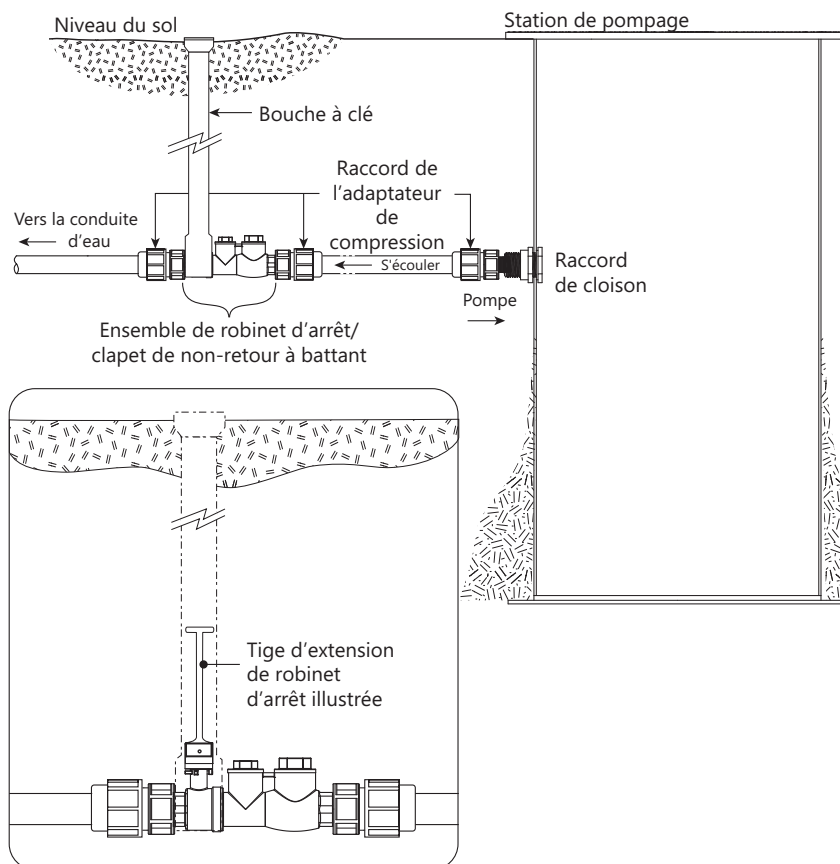 Niveau du sol
Station de pompage
Bouche à clé
Raccord de
l’adaptateur
de
compression
Vers la conduite
d’eau
S'écouler
Raccord
de cloison
Pompe
Ensemble de robinet d’arrêt/
clapet de non-retour à battant
Tige d’extension
de robinet
d’arrêt illustrée